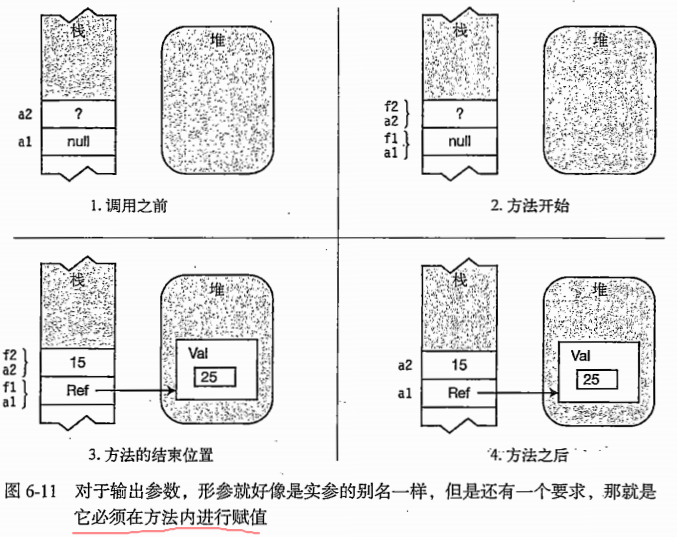 栈
堆
a2
?
a1
null
1. 调用之前
栈
堆
f2
a2
?
f1
a1
null
2. 方法开始
栈
堆
f2
a2
15
f1
a1
Ref
Val
25
3. 方法的结束位置
栈
堆
a2
15
a1
Ref
Val
25
4. 方法之后
图 6-11 对于输出参数，形参就好像是实参的别名一样，但是还有一个要求，那就是
它必须在方法内进行赋值